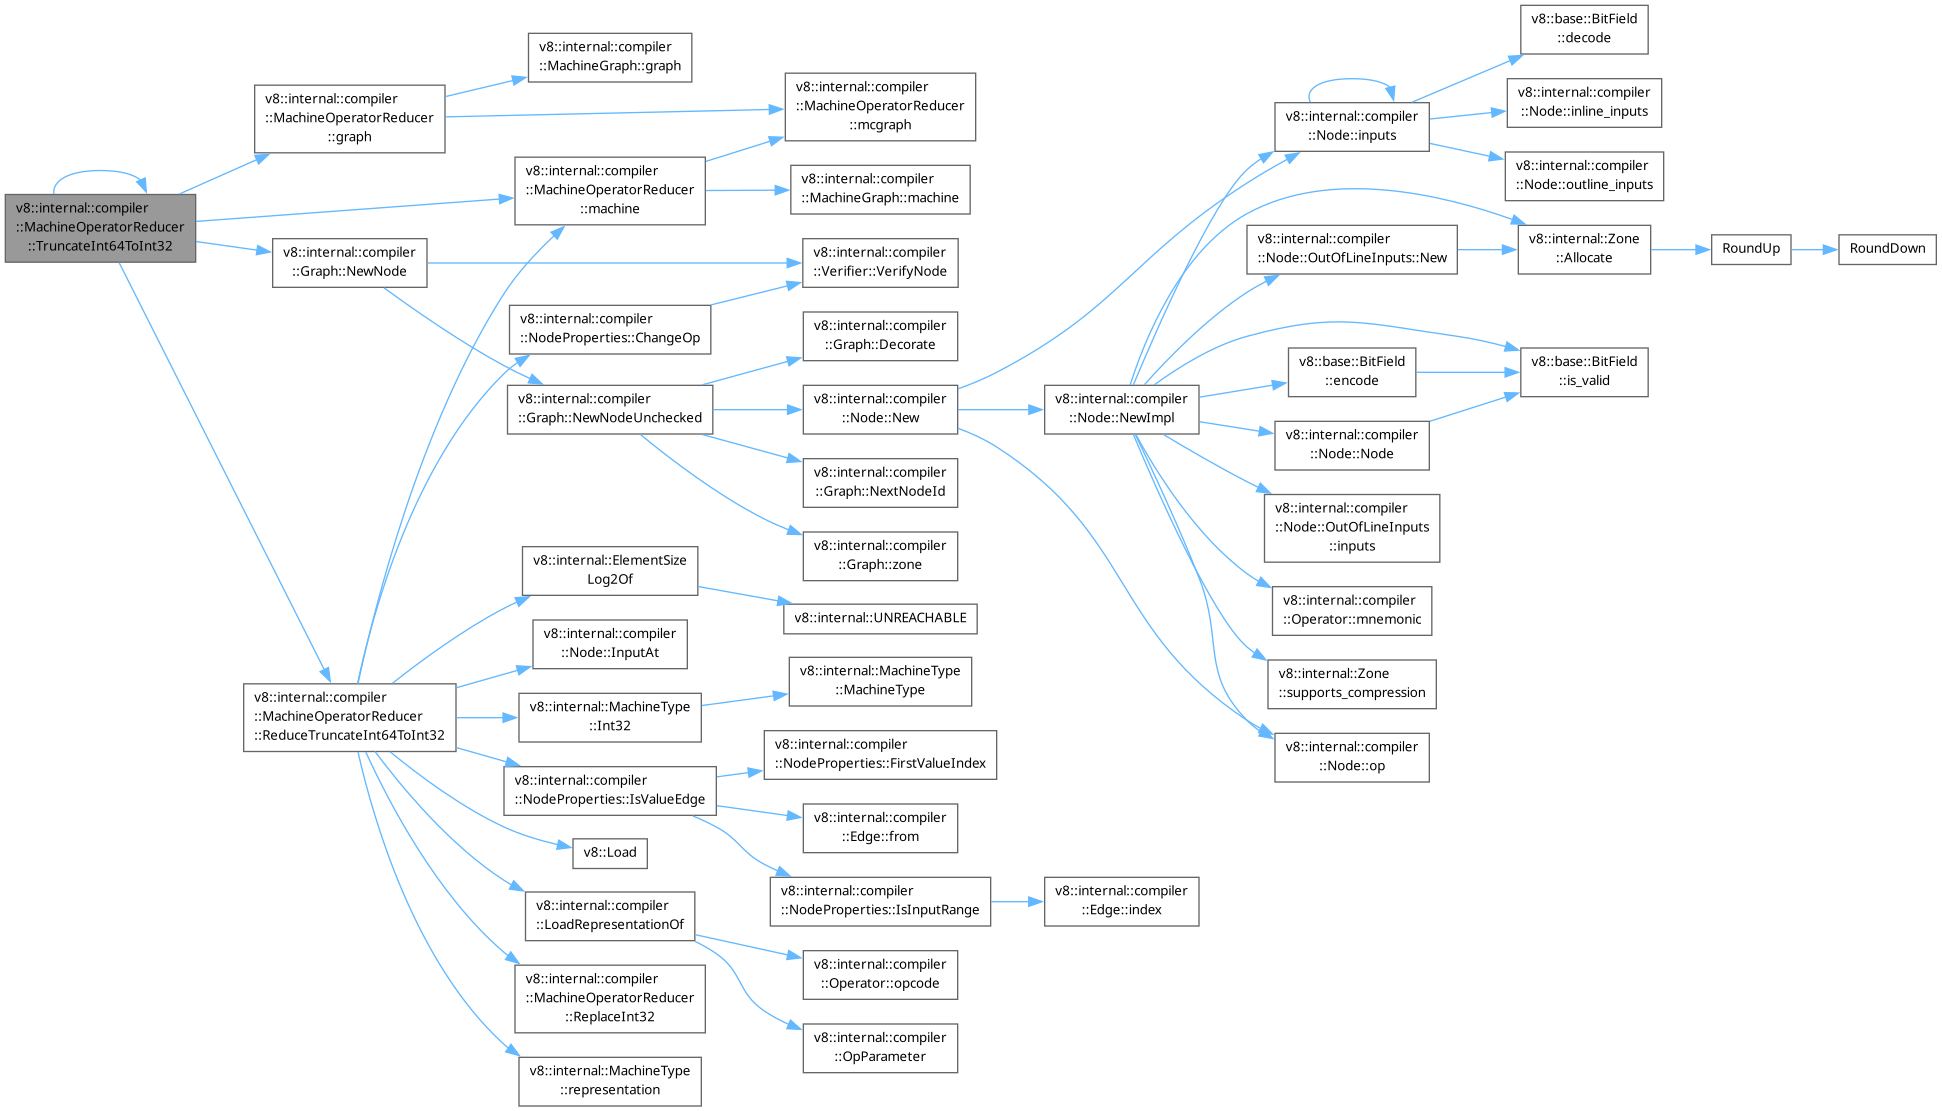 v8::internal::compiler
::MachineOperatorReducer
::TruncateInt64ToInt32
v8::internal::compiler
::MachineOperatorReducer
::graph
v8::internal::compiler
::MachineGraph::graph
v8::internal::compiler
::MachineOperatorReducer
::mcgraph
v8::internal::compiler
::MachineOperatorReducer
::machine
v8::internal::compiler
::MachineGraph::machine
v8::internal::compiler
::Graph::NewNode
v8::internal::compiler
::Verifier::VerifyNode
v8::internal::compiler
::NodeProperties::ChangeOp
v8::internal::compiler
::Graph::NewNodeUnchecked
v8::internal::compiler
::Graph::Decorate
v8::internal::compiler
::Node::New
v8::internal::compiler
::Graph::NextNodeId
v8::internal::compiler
::Graph::zone
v8::internal::compiler
::Node::NewImpl
v8::internal::compiler
::Node::inputs
v8::base::BitField
::decode
v8::internal::compiler
::Node::inline_inputs
v8::internal::compiler
::Node::outline_inputs
v8::internal::compiler
::Node::OutOfLineInputs::New
v8::internal::Zone
::Allocate
RoundUp
RoundDown
v8::base::BitField
::encode
v8::base::BitField
::is_valid
v8::internal::compiler
::Node::Node
v8::internal::compiler
::Node::OutOfLineInputs
::inputs
v8::internal::compiler
::Operator::mnemonic
v8::internal::Zone
::supports_compression
v8::internal::compiler
::Node::op
v8::internal::compiler
::MachineOperatorReducer
::ReduceTruncateInt64ToInt32
v8::internal::ElementSize
Log2Of
v8::internal::UNREACHABLE
v8::internal::compiler
::Node::InputAt
v8::internal::MachineType
::Int32
v8::internal::MachineType
::MachineType
v8::internal::compiler
::NodeProperties::IsValueEdge
v8::internal::compiler
::NodeProperties::FirstValueIndex
v8::internal::compiler
::Edge::from
v8::internal::compiler
::NodeProperties::IsInputRange
v8::internal::compiler
::Edge::index
v8::Load
v8::internal::compiler
::LoadRepresentationOf
v8::internal::compiler
::Operator::opcode
v8::internal::compiler
::OpParameter
v8::internal::compiler
::MachineOperatorReducer
::ReplaceInt32
v8::internal::MachineType
::representation